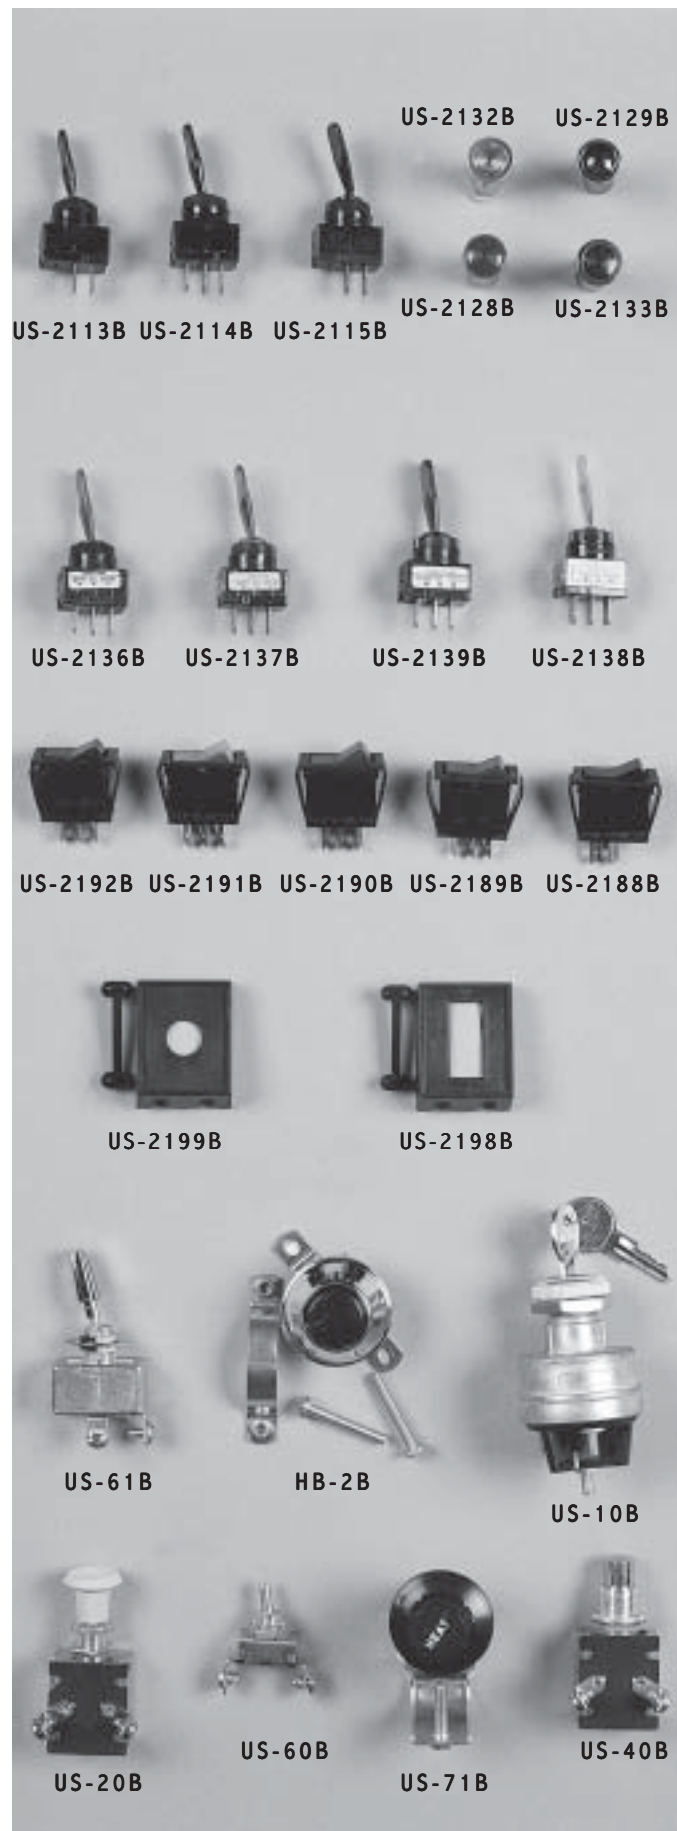 US-2132B US-2129B
US-2128B US-2133B
US-2113B US-2114B US-2115B
US-2136B US-2137B US-2139B US-2138B
US-2192B US-2191B US-2190B US-2189B US-2188B
US-2199B US-2198B
US-61B HB-2B
US-10B
HEAT
US-60B US-40B
US-20B US-71B